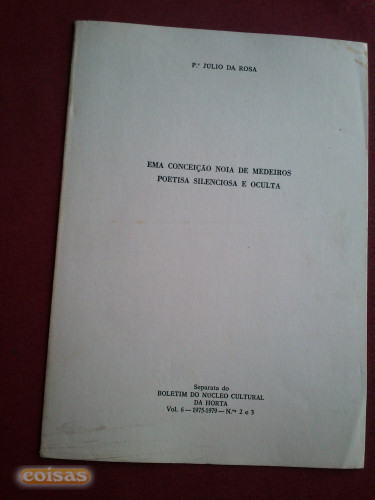 P.e JULIO DA ROSA
EMA CONCEIÇÃO NOIA DE MEDEIROS
POETISA SILENCIOSA E OCULTA
Separata do
BOLETIM DO NUCLEO CULTURAL
DA HORTA
Vol. 6 — 1975-1979 — N.os 2 e 3
coisas